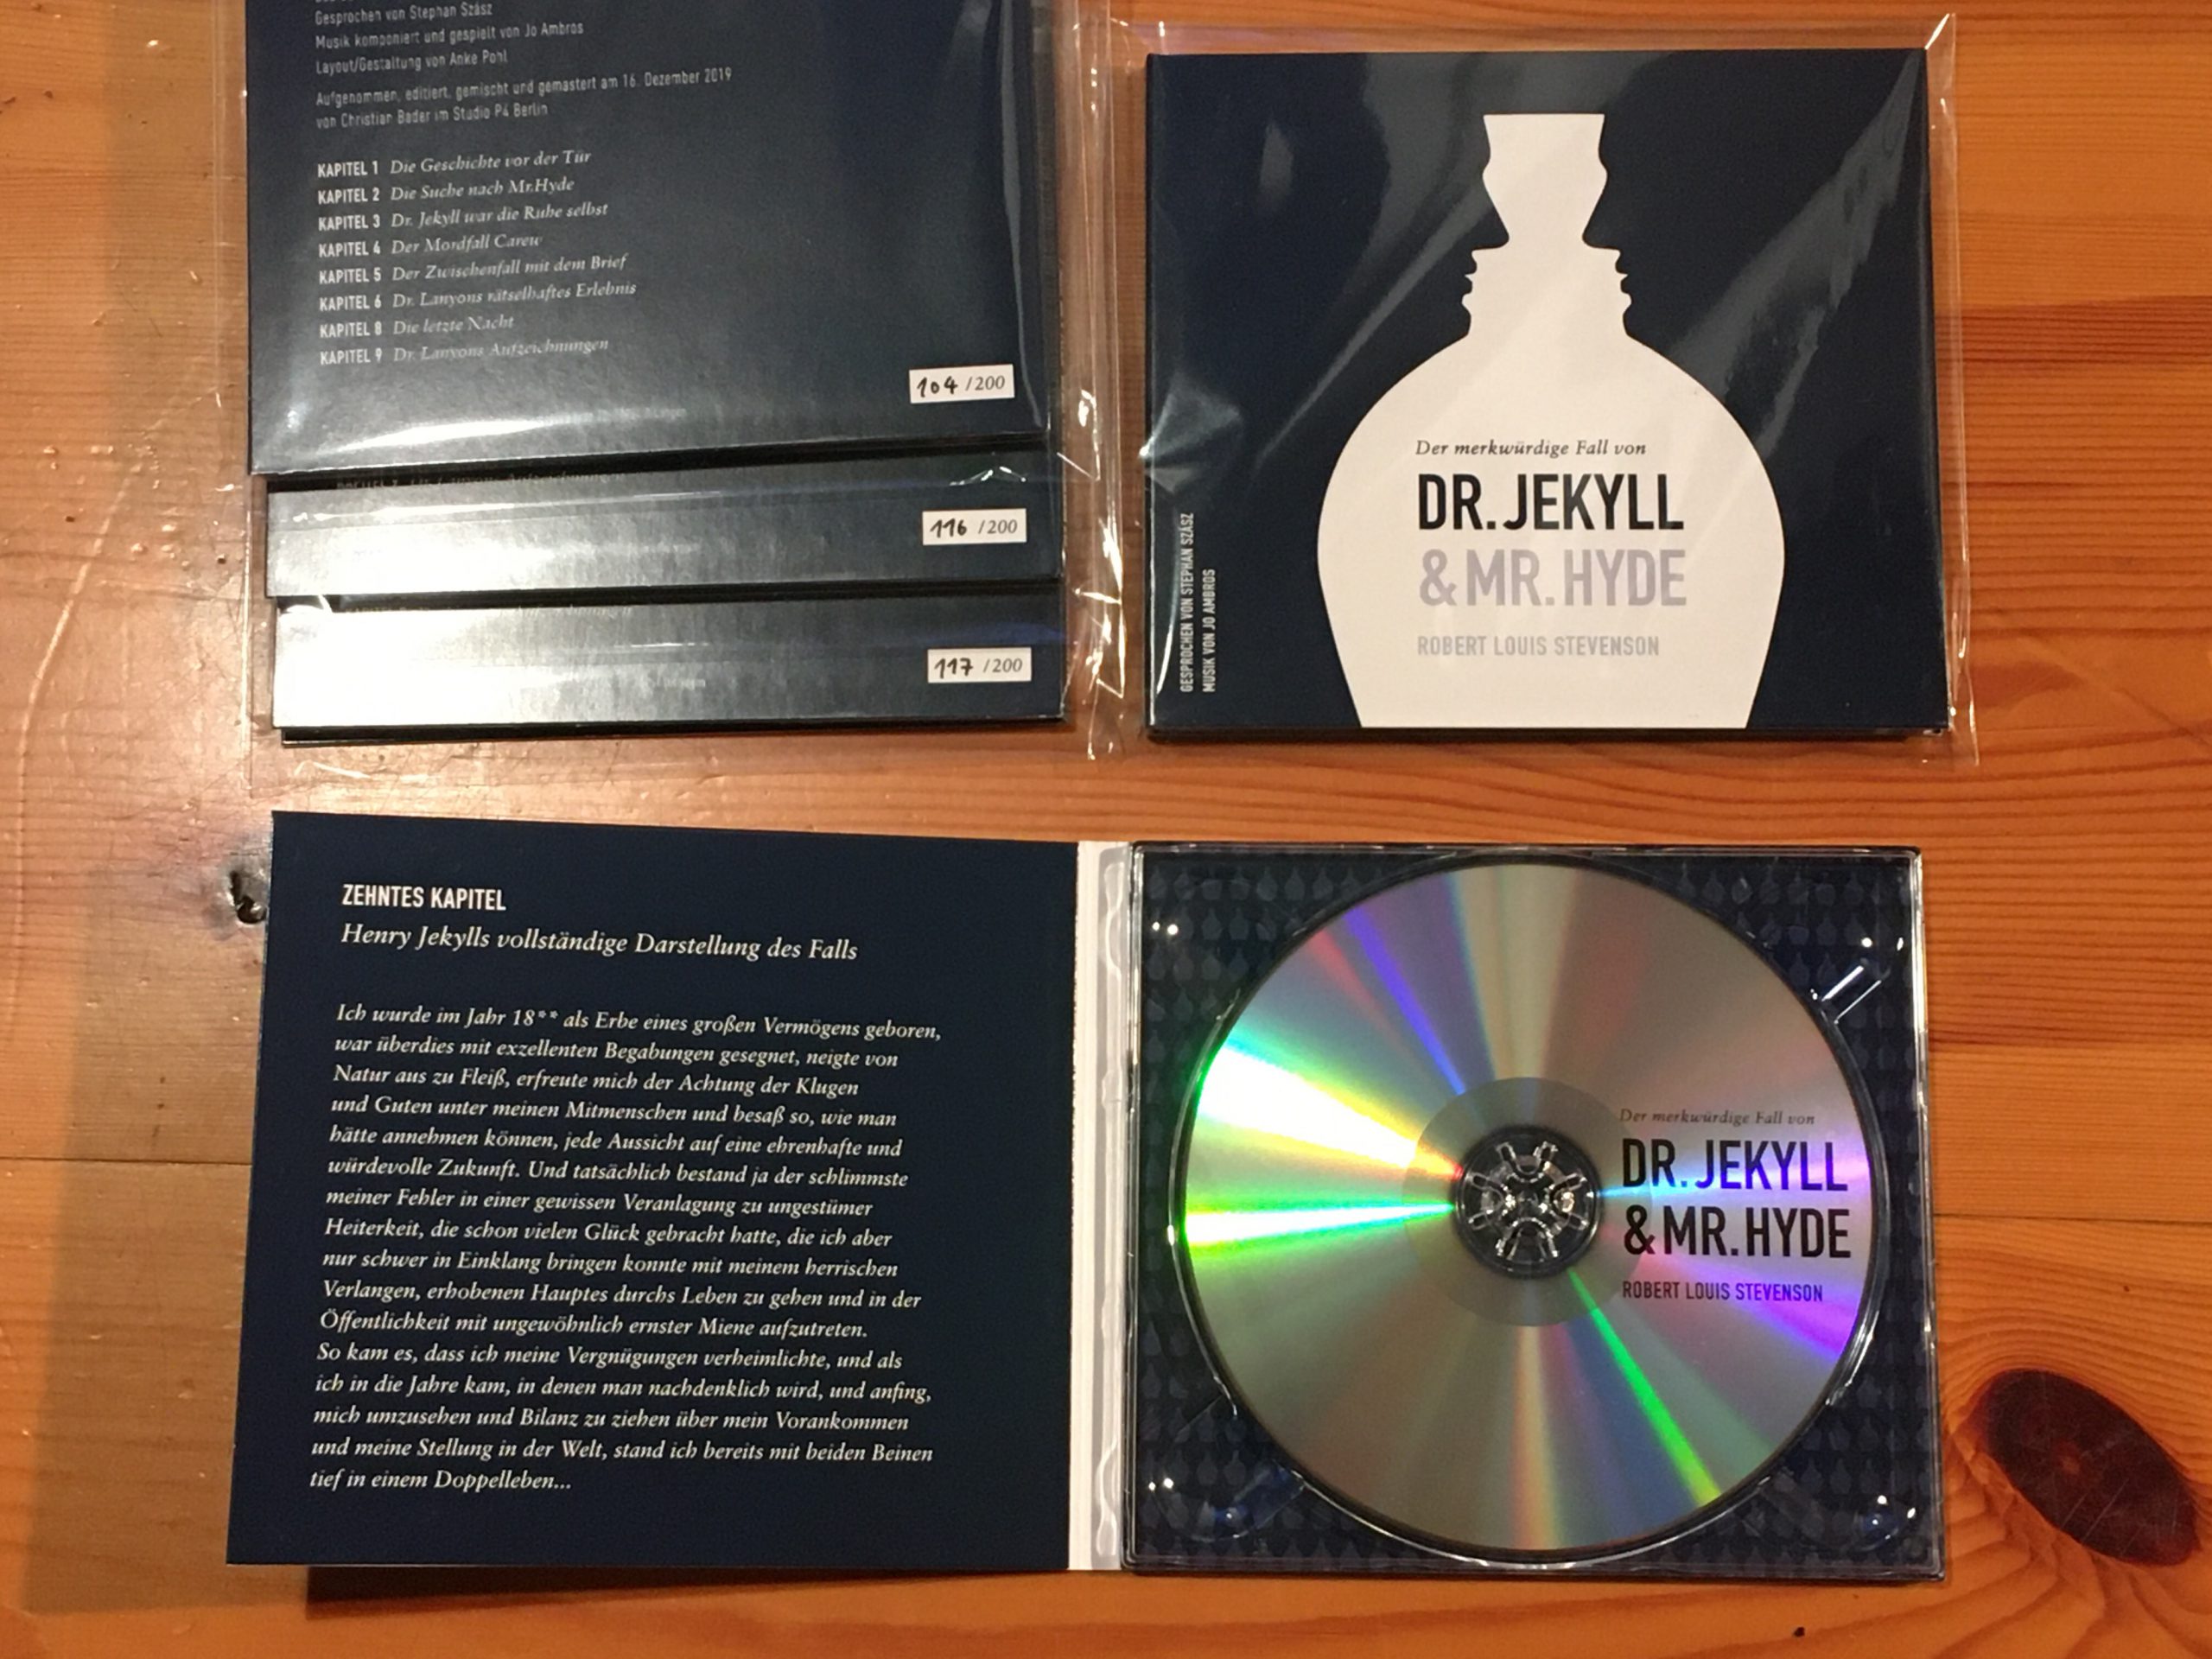 Gesprochen von Stephan Szász
Musik komponiert und gespielt von Jo Ambros
Layout/Gestaltung von Anke Pohl
Aufgenommen, editiert, gemischt und gemastert am 16. Dezember 2019
von Christian Bader im Studio P4 Berlin
KAPITEL 1 Die Geschichte vor der Tür
KAPITEL 2 Die Suche nach Mr.Hyde
KAPITEL 3 Dr. Jekyll war die Ruhe selbst
KAPITEL 4 Der Mordfall Carew
KAPITEL 5 Der Zwischenfall mit dem Brief
KAPITEL 6 Dr. Lanyons rätselhaftes Erlebnis
KAPITEL 8 Die letzte Nacht
KAPITEL 9 Dr. Lanyons Aufzeichnungen
104 /200
116 /200
117 /200
GESPROCHEN VON STEPHAN SZÁSZ
MUSIK VON JO AMBROS
Der merkwürdige Fall von
DR. JEKYLL
& MR. HYDE
ROBERT LOUIS STEVENSON
ZEHNTES KAPITEL
Henry Jekylls vollständige Darstellung des Falls
Ich wurde im Jahr 18** als Erbe eines großen Vermögens geboren,
war überdies mit exzellenten Begabungen gesegnet, neigte von
Natur aus zu Fleiß, erfreute mich der Achtung der Klugen
und Guten unter meinen Mitmenschen und besaß so, wie man
hätte annehmen können, jede Aussicht auf eine ehrenhafte und
würdevolle Zukunft. Und tatsächlich bestand ja der schlimmste
meiner Fehler in einer gewissen Veranlagung zu ungestümer
Heiterkeit, die schon vielen Glück gebracht hatte, die ich aber
nur schwer in Einklang bringen konnte mit meinem herrischen
Verlangen, erhobenen Hauptes durchs Leben zu gehen und in der
Öffentlichkeit mit ungewöhnlich ernster Miene aufzutreten.
So kam es, dass ich meine Vergnügungen verheimlichte, und als
ich in die Jahre kam, in denen man nachdenklich wird, und anfing,
mich umzusehen und Bilanz zu ziehen über mein Vorankommen
und meine Stellung in der Welt, stand ich bereits mit beiden Beinen
tief in einem Doppelleben...
Der merkwürdige Fall von
DR. JEKYLL
& MR. HYDE
ROBERT LOUIS STEVENSON